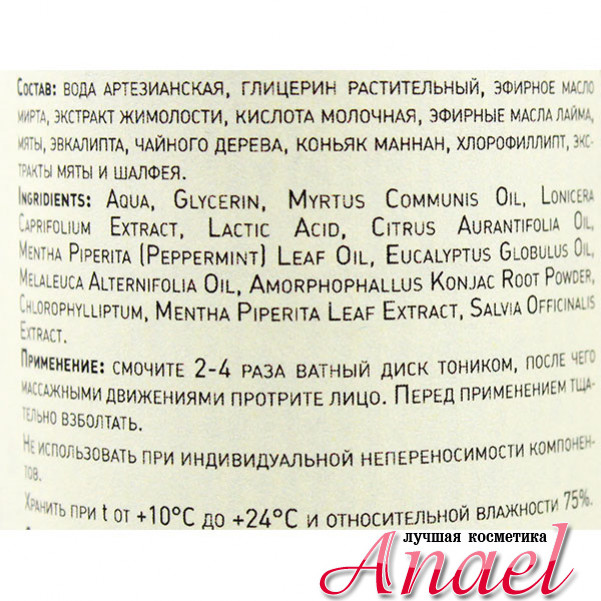 Состав: вода артезианская, глицерин растительный, эфирное масло
мирта, экстракт жимолости, кислота молочная, эфирные масла лайма,
мяты, эвкалипта, чайного дерева, коньяк маннан, хлорофиллипт, экс-
тракты мяты и шалфея.
Ingridients: Aqua, Glycerin, Myrtus Communis Oil, Lonicera
Caprifolium Extract, Lactic Acid, Citrus Aurantifolia Oil,
Mentha Piperita (Peppermint) Leaf Oil, Eucalyptus Globulus Oil,
Melaleuca Alternifolia Oil, Amorphophallus Konjac Root Powder,
Chlorophylliptum, Mentha Piperita Leaf Extract, Salvia Officinalis
Extract.
Применение: смочите 2-4 раза ватный диск тоником, после чего
массажными движениями протрите лицо. Перед применением тща-
тельно взболтать.
Не использовать при индивидуальной непереносимости компонен-
тов.
Хранить при t от +10°C до +24°C и относительной влажности 75%.
лучшая косметика
Anael